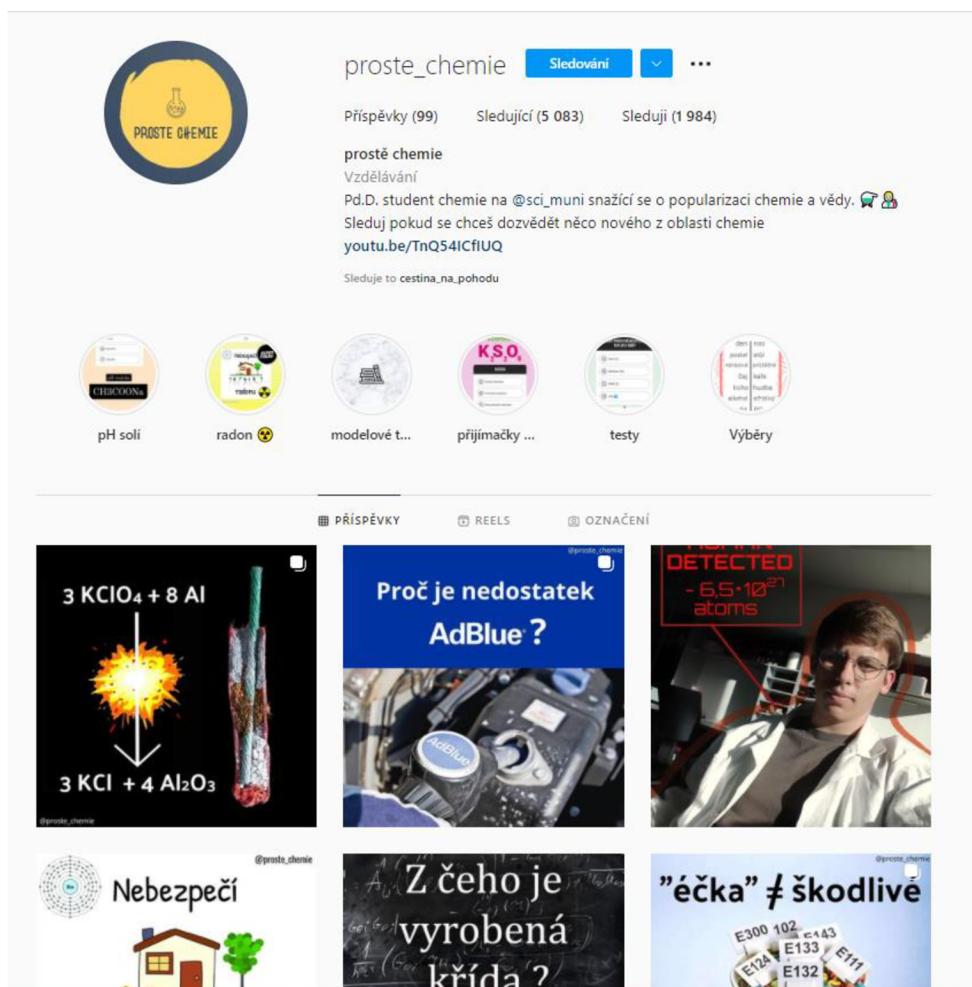 proste_chemie Sledování
Příspěvky (99) Sledující (5 083) Sleduji (1 984)
PROSTE CHEMIE
prostě chemie
Vzdělávání
Pd.D. student chemie na @sci_muni snažící se o popularizaci chemie a vědy.
Sleduj pokud se chceš dozvědět něco nového z oblasti chemie
youtu.be/TnQ54ICfIUQ
Sleduje to cestina_na_pohodu
CH3COONa
K2S2O8
pH solí radon modelové t... přijímačky ... testy Výběry
PŘÍSPĚVKY REELS OZNAČENÍ
3 KClO4 + 8 Al
3 KCl + 4 Al2O3
@proste_chemie
@proste_chemie
Proč je nedostatek
AdBlue?
AdBlue
DETECTED
- 6,5·10²⁷
atoms
@proste_chemie
Nebezpečí
Z čeho je
vyrobená
křída ?
@proste_chemie
"éčka" ≠ škodlivé
E300 102 E143
E133
E124 E111
E132